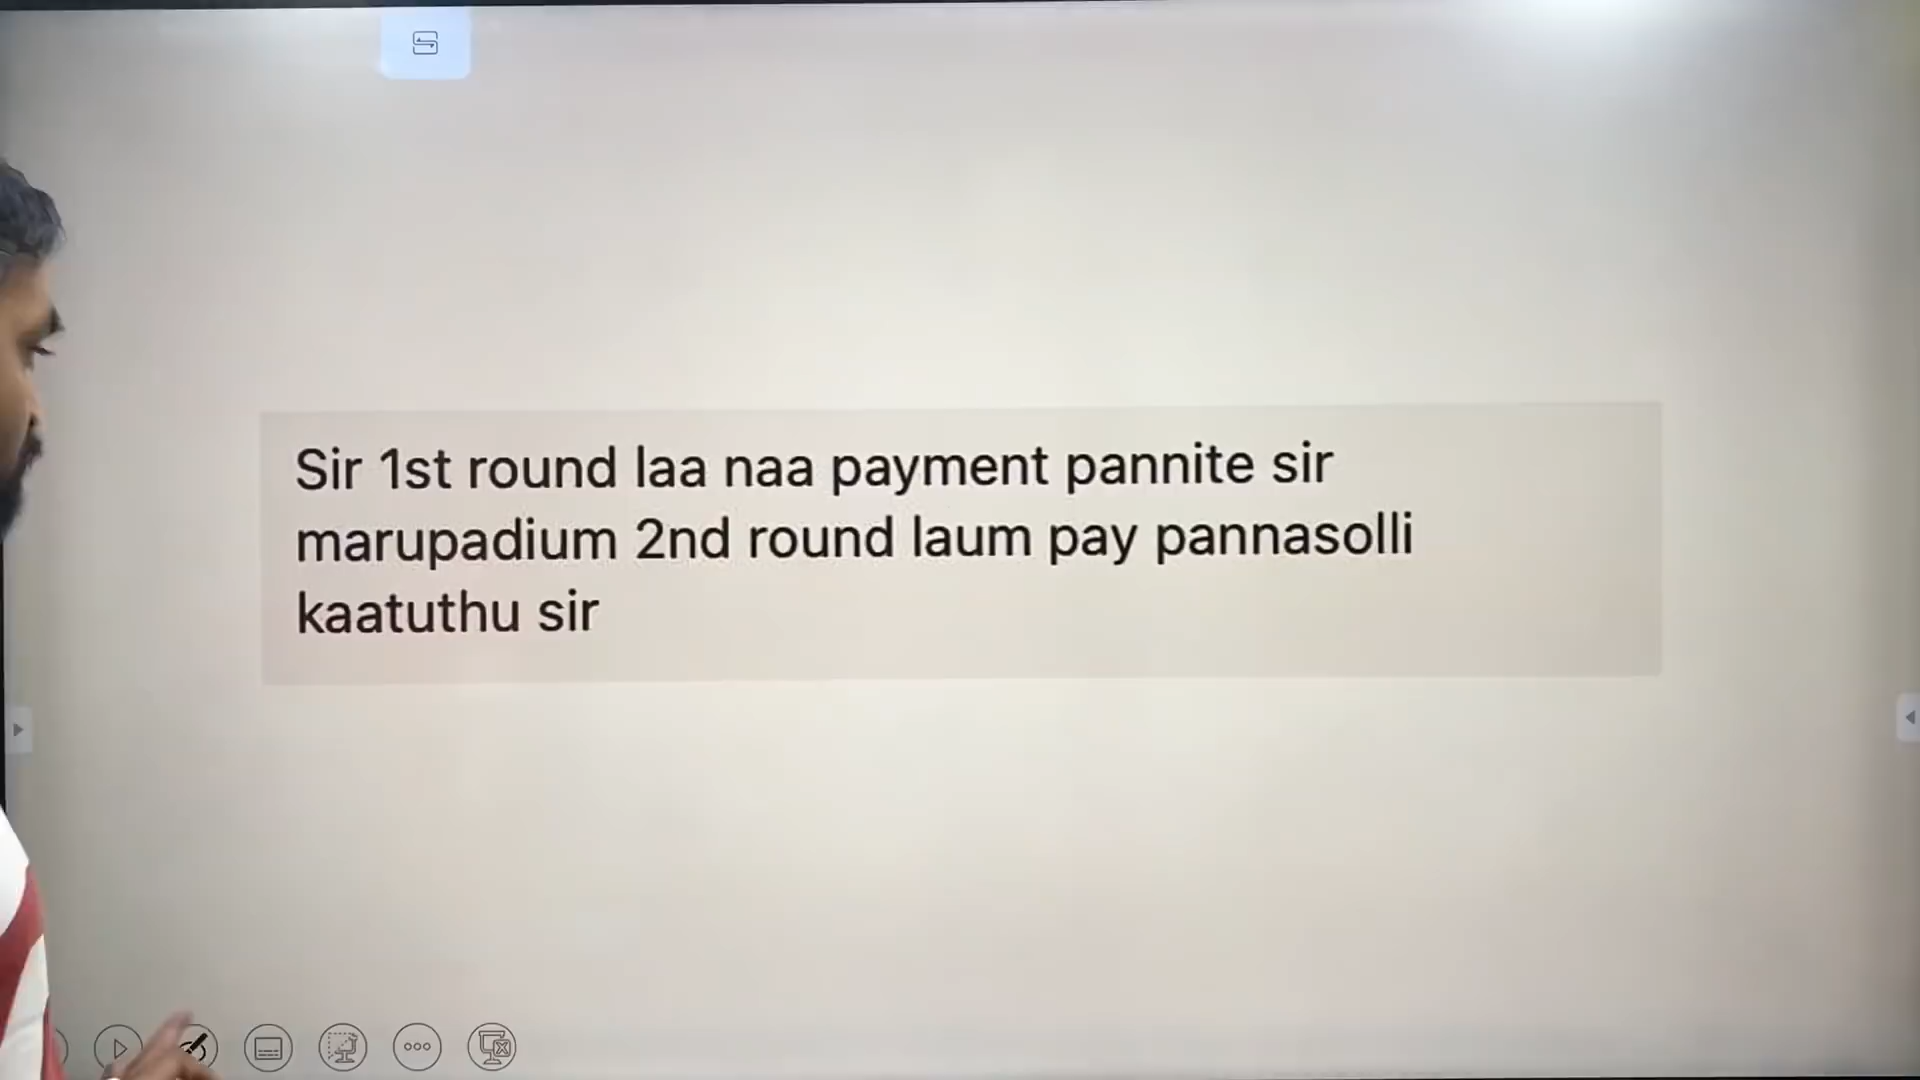 Sir 1st round laa naa payment pannite sir
marupadium 2nd round laum pay pannasolli
kaatuthu sir